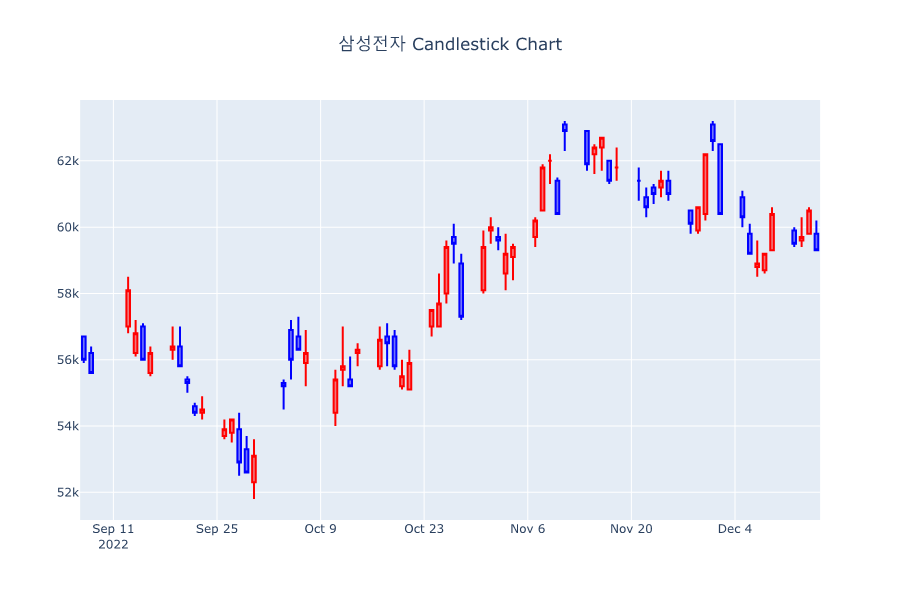 삼성전자 Candlestick Chart
62k
60k
58k
56k
54k
52k
Sep 11
2022
Sep 25
Oct 9
Oct 23
Nov 6
Nov 20
Dec 4